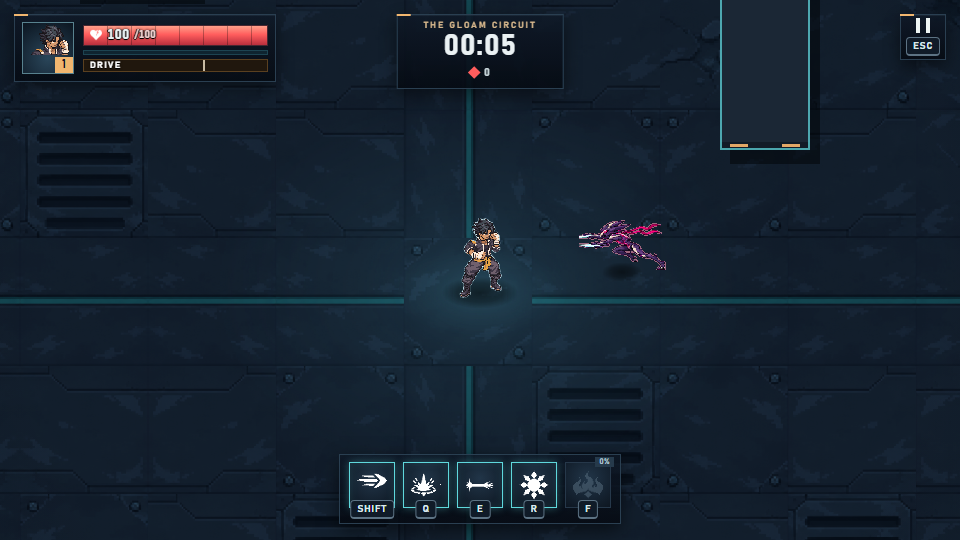 100 /100
1
DRIVE
THE GLOAM CIRCUIT
00:05
0
ESC
0%
SHIFT
Q
E
R
F